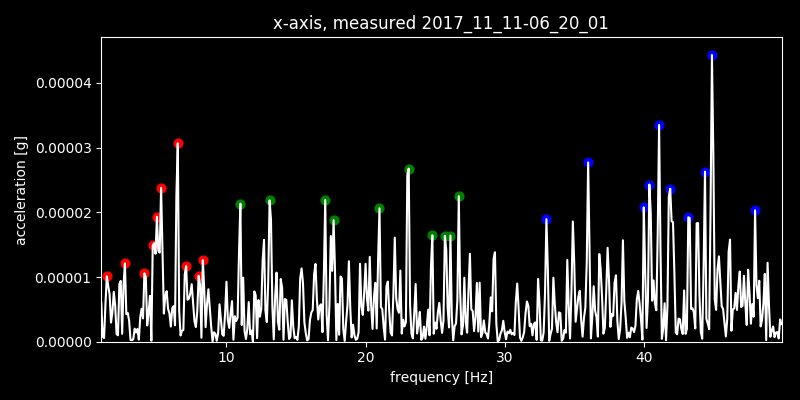 x-axis, measured 2017_11_11-06_20_01
acceleration [g]
0.00004
0.00003
0.00002
0.00001
0.00000
10 20 30 40
frequency [Hz]